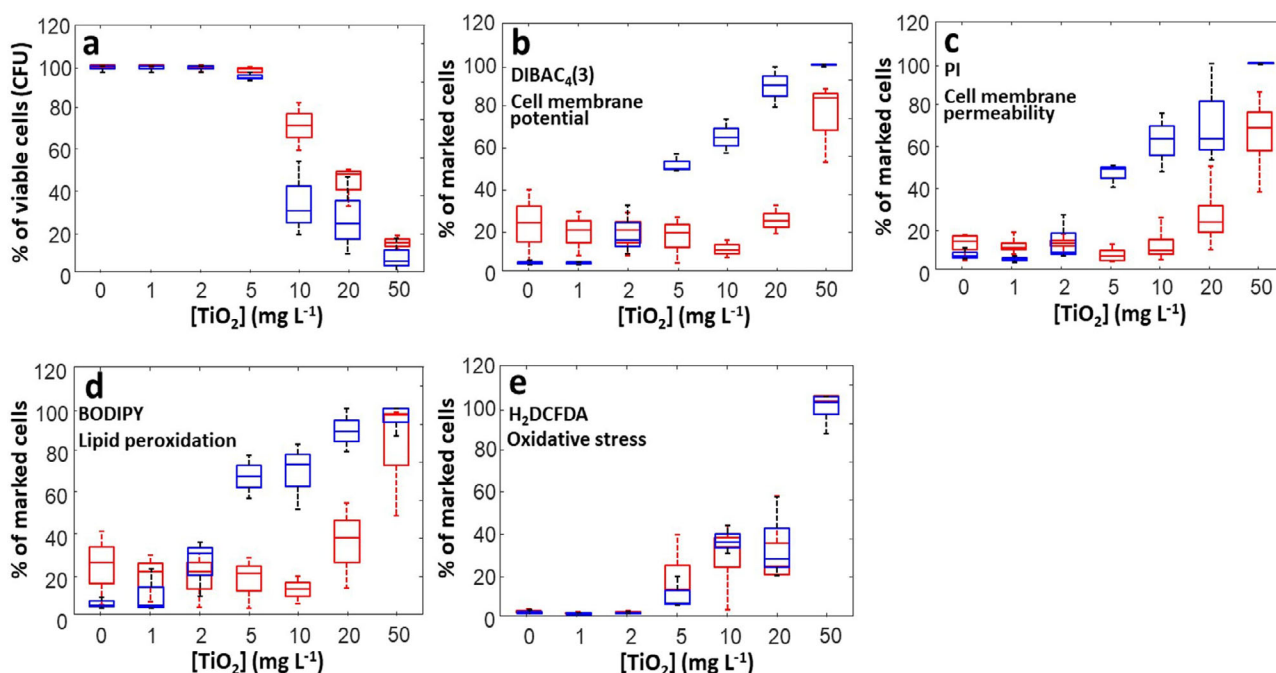 a
% of viable cells (CFU)
120
100
80
60
40
20
0
0 1 2 5 10 20 50
[TiO₂] (mg L⁻¹)
b
DIBAC₄(3)
Cell membrane
potential
% of marked cells
120
100
80
60
40
20
0
0 1 2 5 10 20 50
[TiO₂] (mg L⁻¹)
c
PI
Cell membrane
permeability
% of marked cells
120
100
80
60
40
20
0
0 1 2 5 10 20 50
[TiO₂] (mg L⁻¹)
d
BODIPY
Lipid peroxidation
% of marked cells
120
100
80
60
40
20
0
0 1 2 5 10 20 50
[TiO₂] (mg L⁻¹)
e
H₂DCFDA
Oxidative stress
% of marked cells
120
100
80
60
40
20
0
0 1 2 5 10 20 50
[TiO₂] (mg L⁻¹)